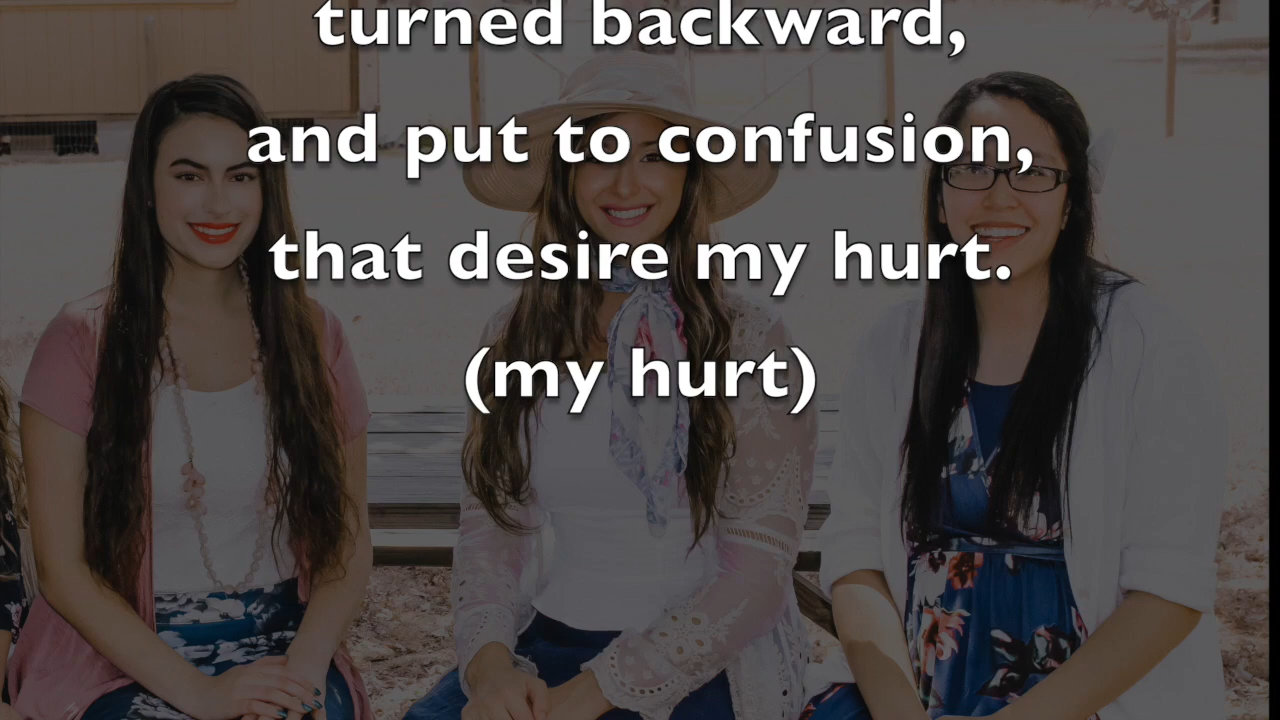 turned backward,
and put to confusion,
that desire my hurt.
(my hurt)